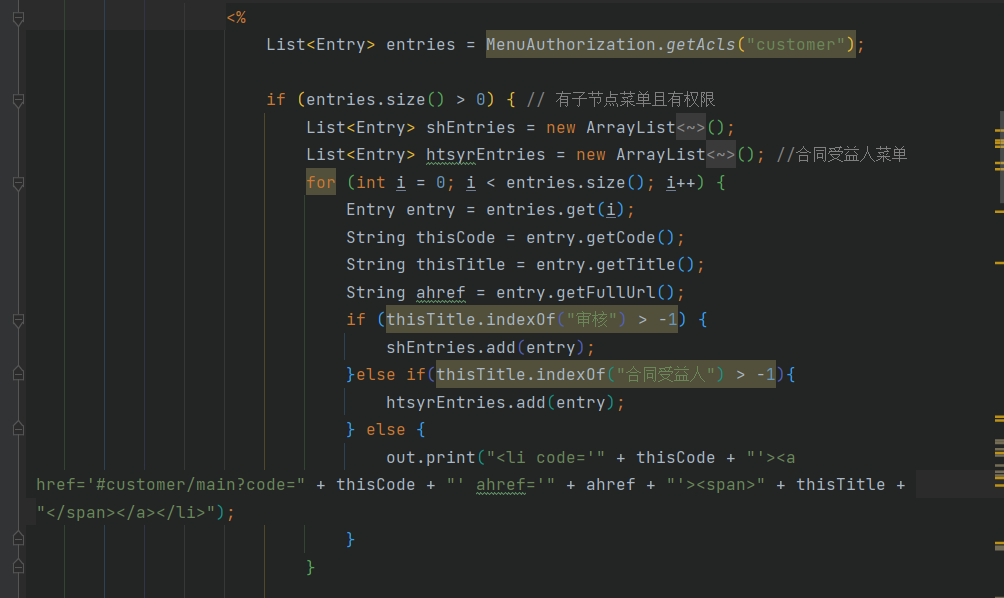 <%
List<Entry> entries = MenuAuthorization.getAcls("customer");
if (entries.size() > 0) { // 有子节点菜单且有权限
List<Entry> shEntries = new ArrayList<~>();
List<Entry> htsyrEntries = new ArrayList<~>(); //合同受益人菜单
for (int i = 0; i < entries.size(); i++) {
Entry entry = entries.get(i);
String thisCode = entry.getCode();
String thisTitle = entry.getTitle();
String ahref = entry.getFullUrl();
if (thisTitle.indexOf("审核") > -1) {
shEntries.add(entry);
}else if(thisTitle.indexOf("合同受益人") > -1){
htsyrEntries.add(entry);
} else {
out.print("<li code='" + thisCode + "'><a
href='#customer/main?code=" + thisCode + "' ahref='" + ahref + "'><span>" + thisTitle +
"</span></a></li>");
}
}